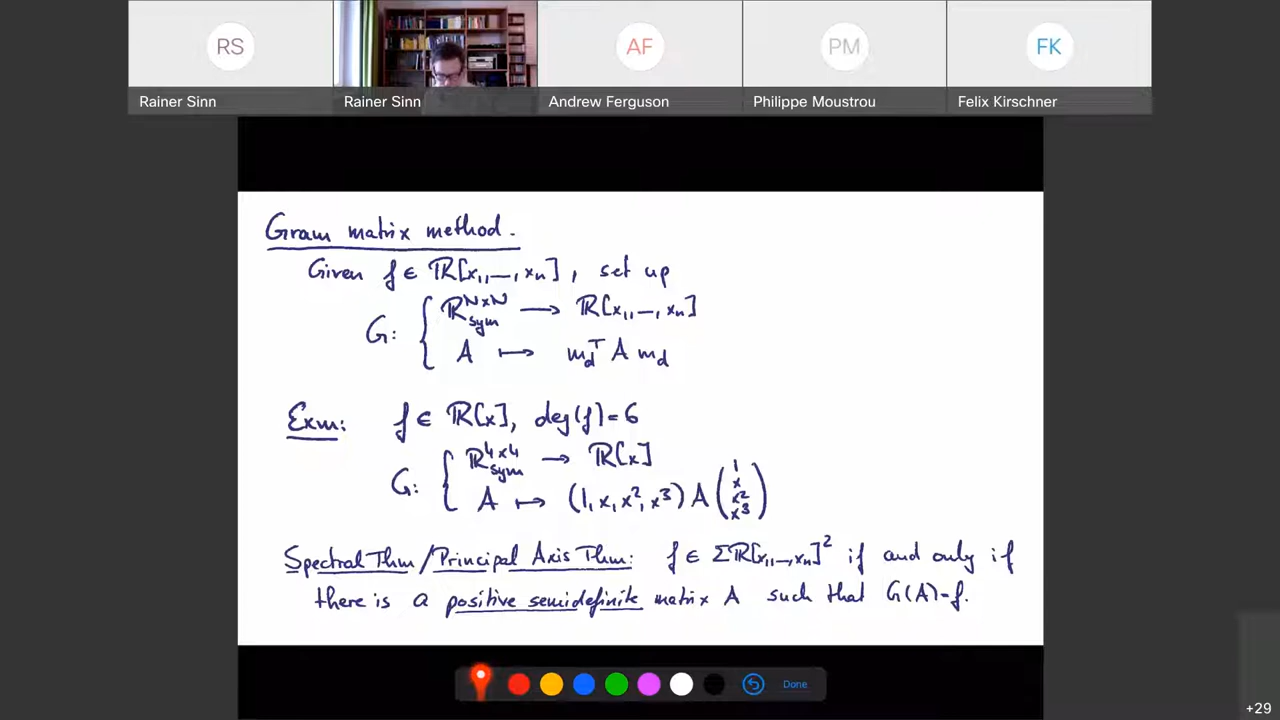 RS
AF
PM
FK
Rainer Sinn
Rainer Sinn
Andrew Ferguson
Philippe Moustrou
Felix Kirschner
Gram matrix method.
Given f ∈ ℝ[x₁,—,xₙ], set up
G: { ℝ^{N×N}_{sym} → ℝ[x₁,—,xₙ]
A ↦ m_d^T A m_d
Exm: f ∈ ℝ[x], deg(f)=6
G: { ℝ^{4×4}_{sym} → ℝ[x]
A ↦ (1, x, x², x³) A (1 x x² x³)
Spectral Thm/Principal Axis Thm: f ∈ Σℝ[x₁,—,xₙ]² if and only if
there is a positive semidefinite matrix A such that G(A)=f.
Done
+29